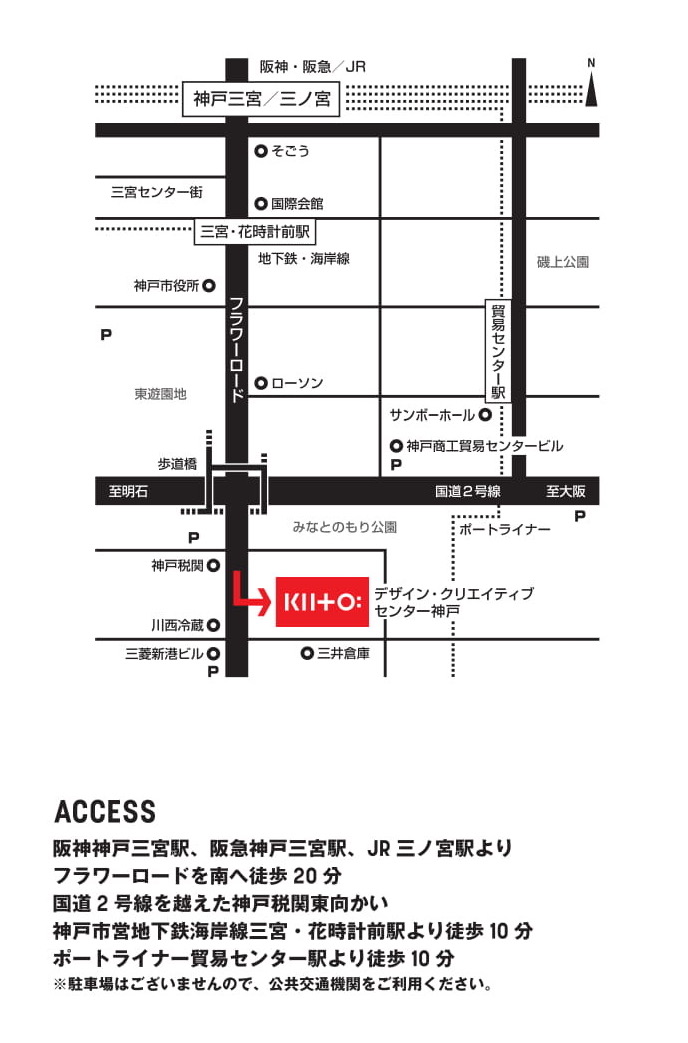 阪神・阪急／JR
N
神戸三宮／三ノ宮
そごう
三宮センター街
国際会館
三宮・花時計前駅
地下鉄・海岸線
磯上公園
神戸市役所
フラワーロード
貿易センター駅
P
ローソン
東遊園地
サンボーホール
神戸商工貿易センタービル
歩道橋
P
至明石
国道2号線
至大阪
P
みなとのもり公園
ポートライナー
P
神戸税関
KIITO:
デザイン・クリエイティブ
センター神戸
川西冷蔵
三菱新港ビル
三井倉庫
P
ACCESS
阪神神戸三宮駅、阪急神戸三宮駅、JR 三ノ宮駅より
フラワーロードを南へ徒歩 20 分
国道 2 号線を越えた神戸税関東向かい
神戸市営地下鉄海岸線三宮・花時計前駅より徒歩 10 分
ポートライナー貿易センター駅より徒歩 10 分
※駐車場はございませんので、公共交通機関をご利用ください。